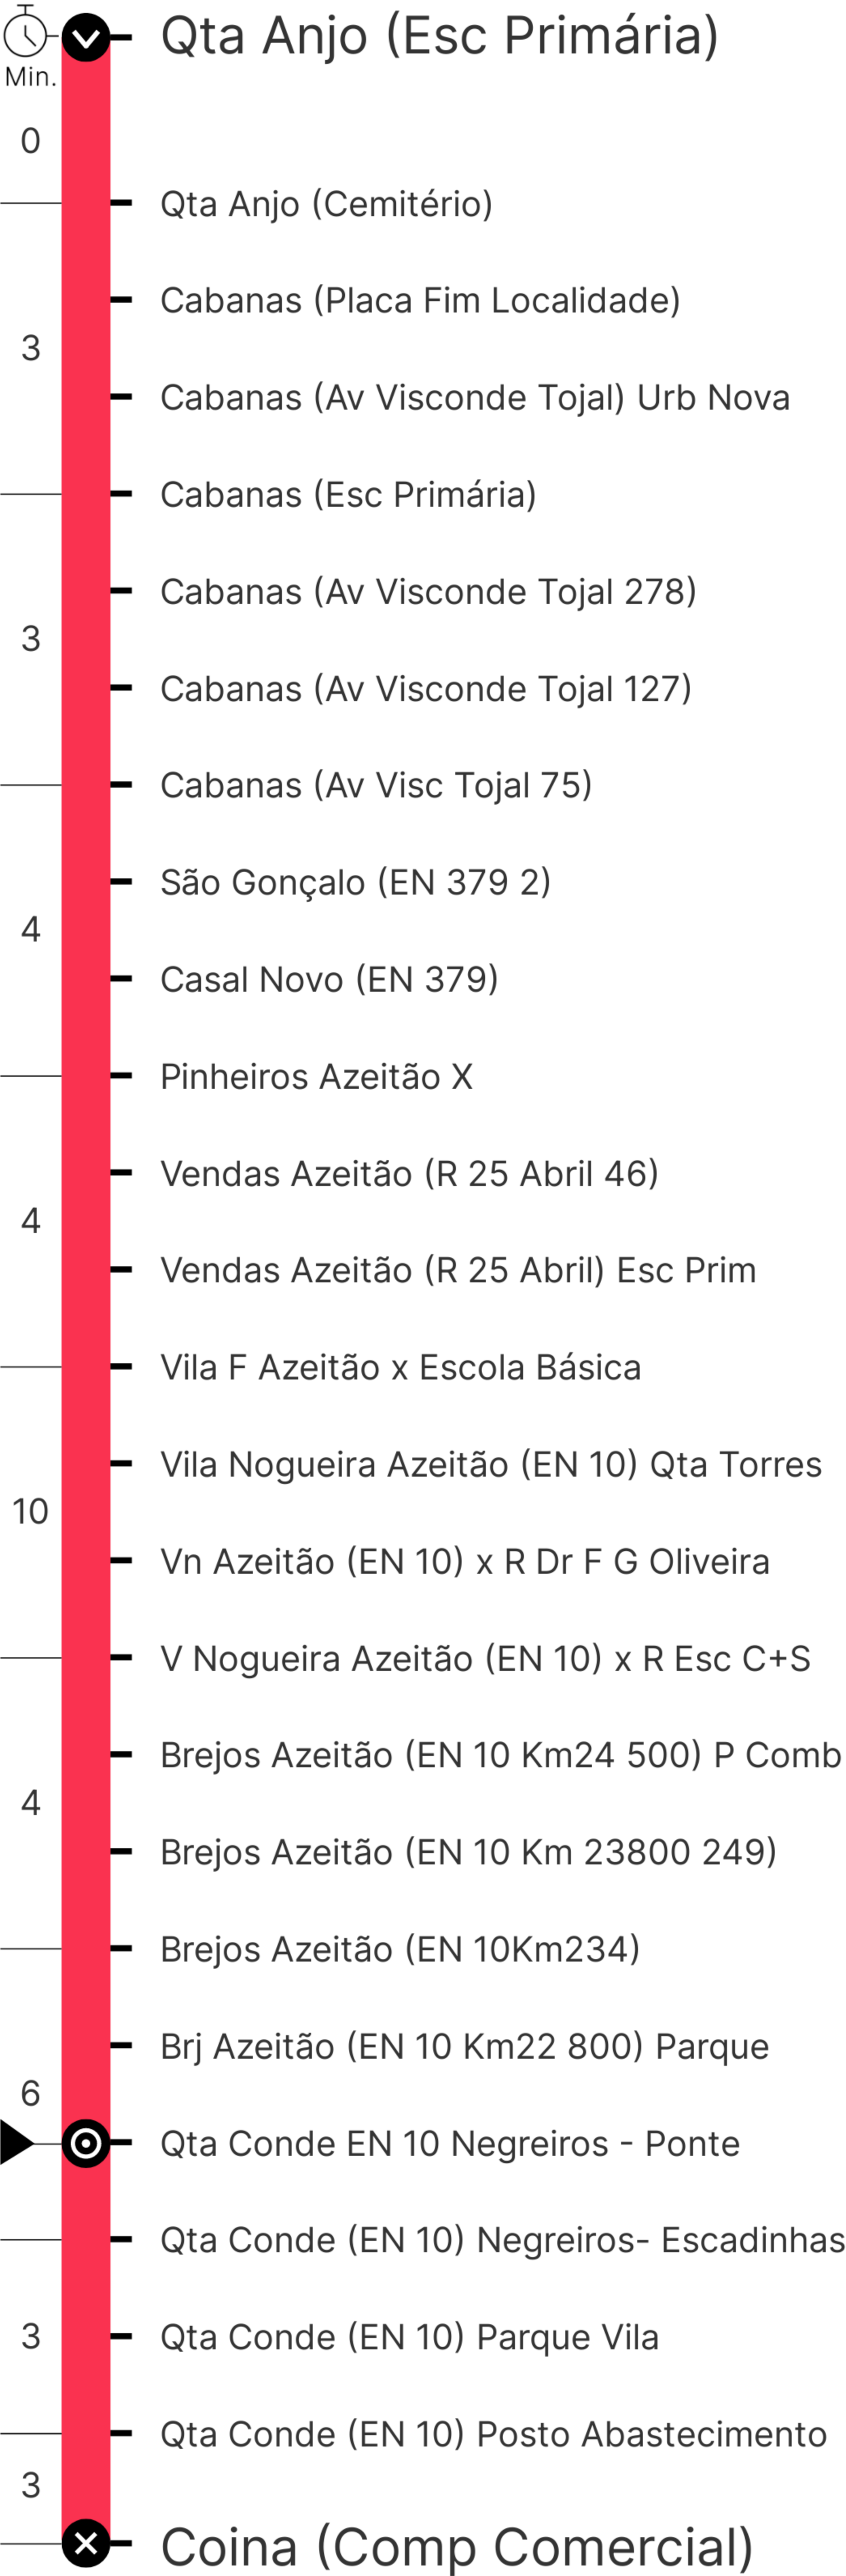 Qta Anjo (Esc Primária)
Min.
0
Qta Anjo (Cemitério)
Cabanas (Placa Fim Localidade)
3
Cabanas (Av Visconde Tojal) Urb Nova
Cabanas (Esc Primária)
Cabanas (Av Visconde Tojal 278)
3
Cabanas (Av Visconde Tojal 127)
Cabanas (Av Visc Tojal 75)
São Gonçalo (EN 379 2)
4
Casal Novo (EN 379)
Pinheiros Azeitão X
Vendas Azeitão (R 25 Abril 46)
4
Vendas Azeitão (R 25 Abril) Esc Prim
Vila F Azeitão x Escola Básica
Vila Nogueira Azeitão (EN 10) Qta Torres
10
Vn Azeitão (EN 10) x R Dr F G Oliveira
V Nogueira Azeitão (EN 10) x R Esc C+S
Brejos Azeitão (EN 10 Km24 500) P Comb
4
Brejos Azeitão (EN 10 Km 23800 249)
Brejos Azeitão (EN 10Km234)
Brj Azeitão (EN 10 Km22 800) Parque
6
Qta Conde EN 10 Negreiros - Ponte
Qta Conde (EN 10) Negreiros- Escadinhas
3
Qta Conde (EN 10) Parque Vila
Qta Conde (EN 10) Posto Abastecimento
3
Coina (Comp Comercial)